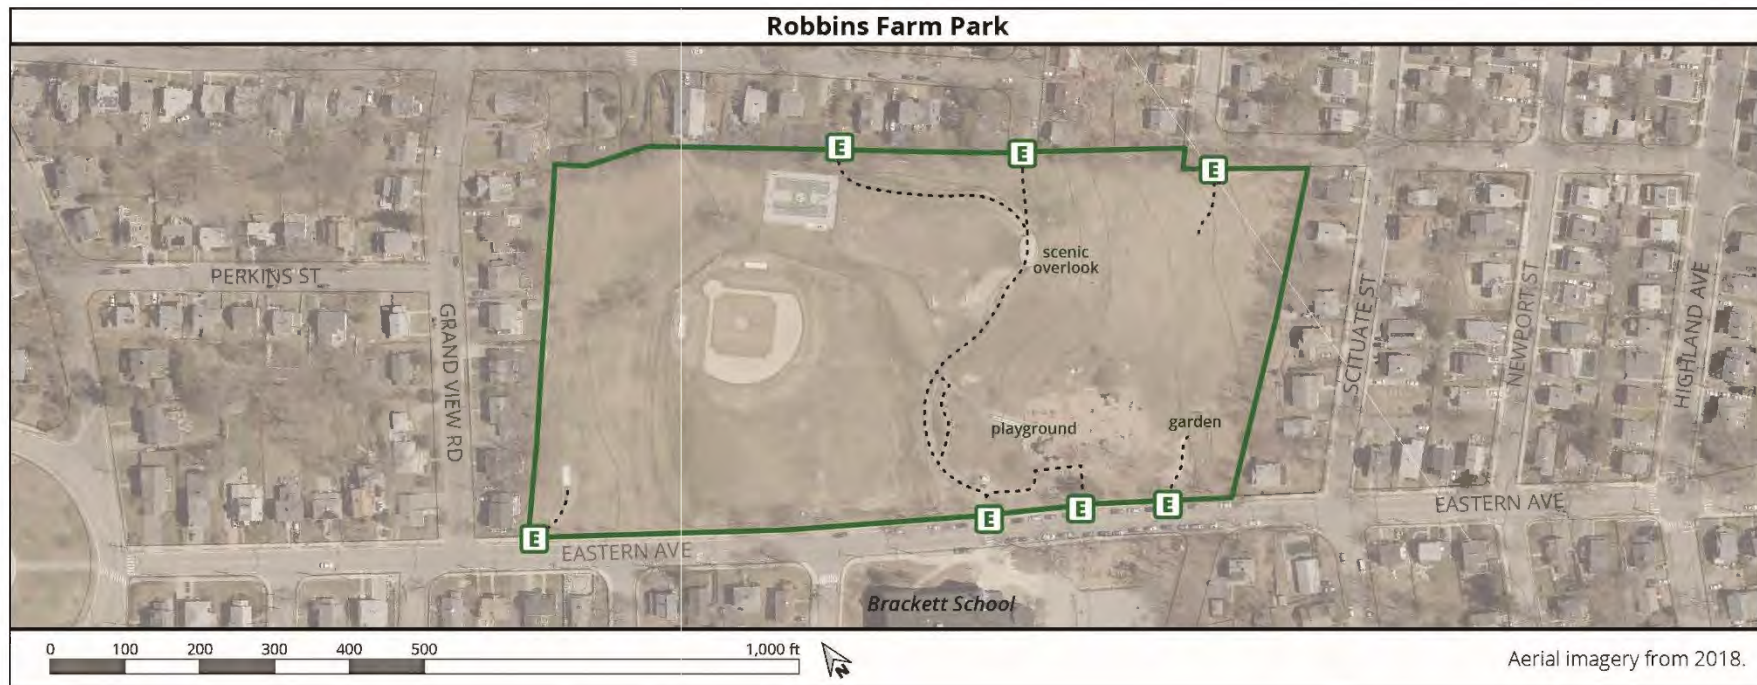 Robbins Farm Park
E
E
E
scenic
overlook
PERKINS ST
GRAND VIEW RD
SCITUATE ST
NEWPORT ST
HIGHLAND AVE
playground
garden
E
E
E
E
EASTERN AVE
EASTERN AVE
Brackett School
0 100 200 300 400 500 1,000 ft
N
Aerial imagery from 2018.